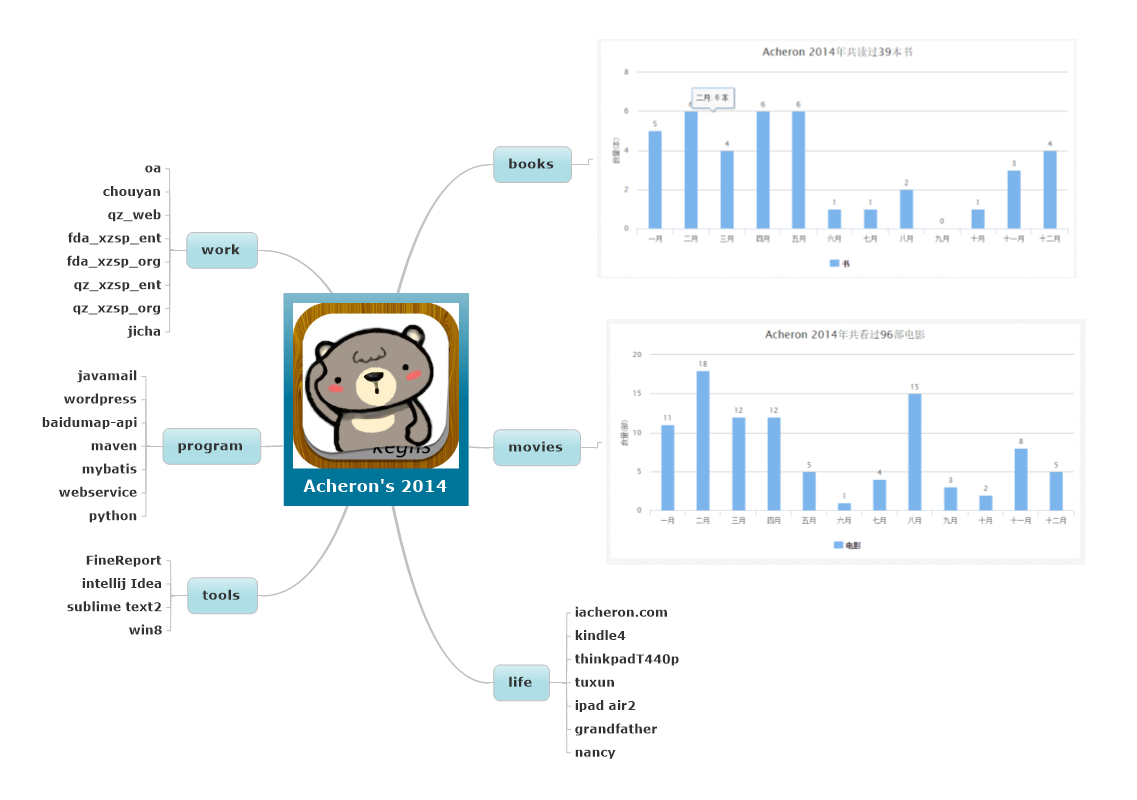 Acheron 2014年共读过39本书
8
6
4
2
0
数量(本)
5
6
二月: 6 本
4
6
6
1
1
2
0
1
3
4
一月 二月 三月 四月 五月 六月 七月 八月 九月 十月 十一月 十二月
书
books
oa
chouyan
qz_web
fda_xzsp_ent
fda_xzsp_org
qz_xzsp_ent
qz_xzsp_org
jicha
work
Acheron 2014年共看过96部电影
20
15
10
5
0
数量(部)
11
18
12
12
5
1
4
15
3
2
8
5
一月 二月 三月 四月 五月 六月 七月 八月 九月 十月 十一月 十二月
电影
movies
Acheron's 2014
javamail
wordpress
baidumap-api
maven
mybatis
webservice
python
program
FineReport
intellij Idea
sublime text2
win8
tools
life
iacheron.com
kindle4
thinkpadT440p
tuxun
ipad air2
grandfather
nancy